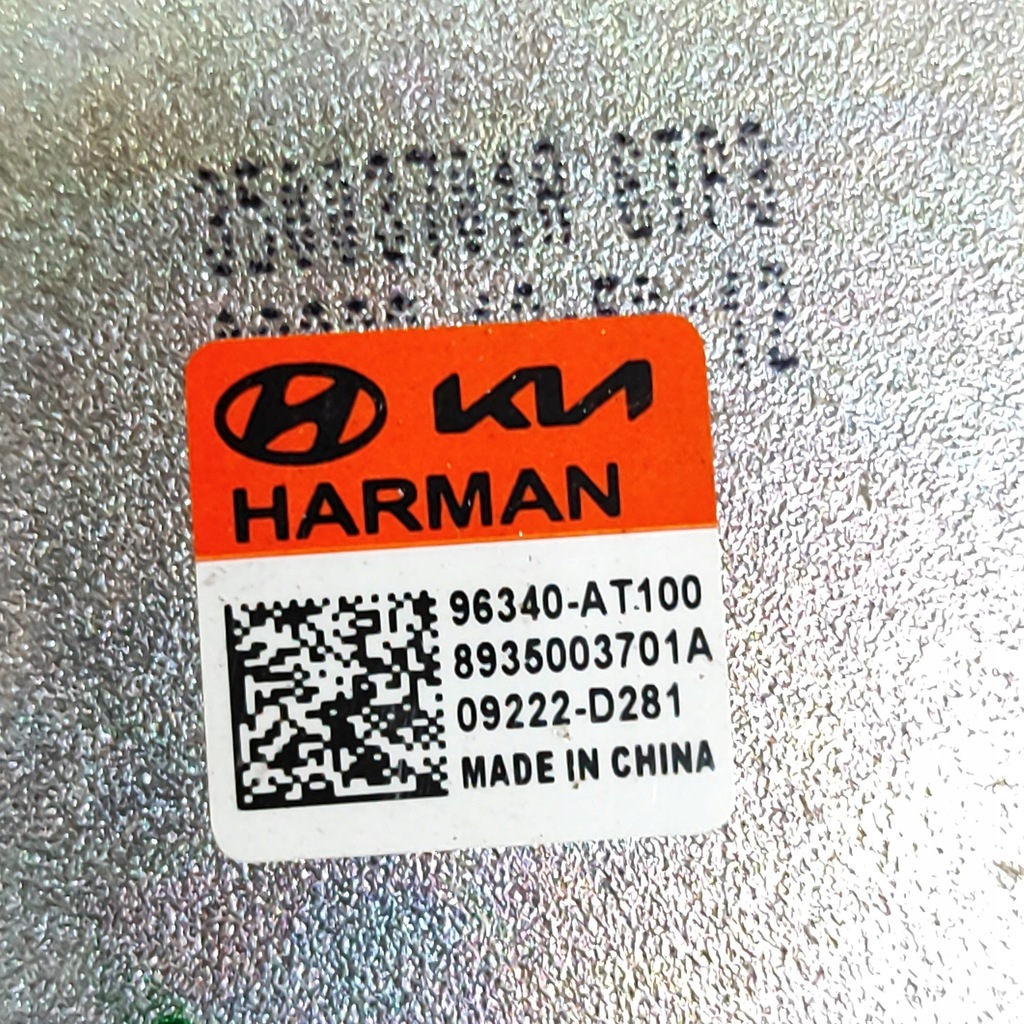 KIA
HARMAN
96340-AT100
8935003701A
09222-D281
MADE IN CHINA